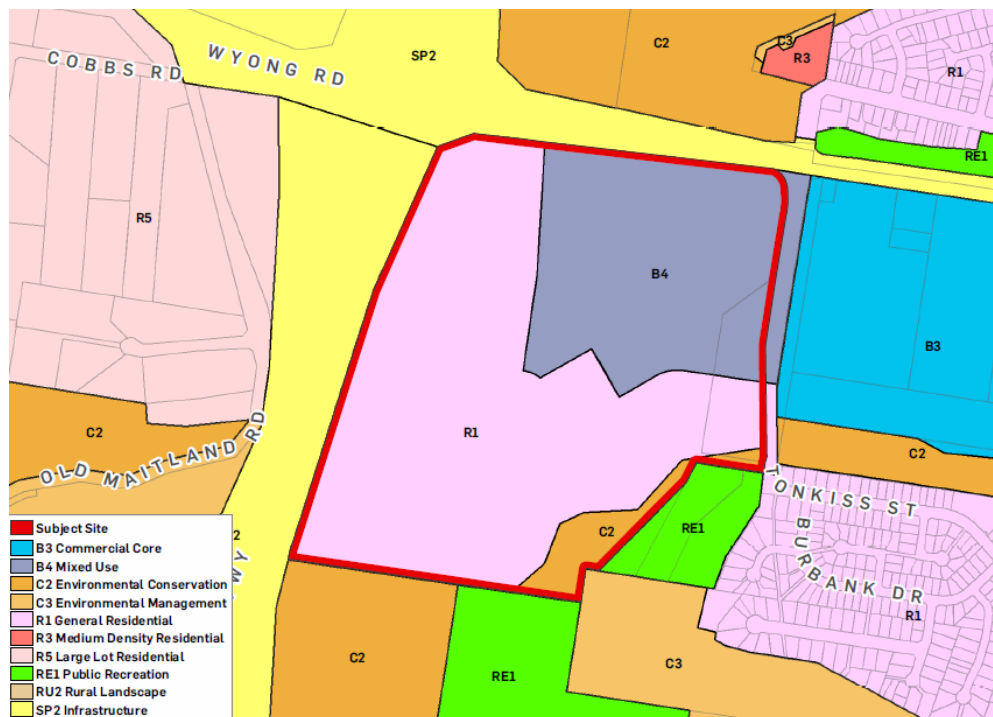 C2
C3
R3
R1
SP2
WYONG RD
COBBS RD
RE1
R5
B4
B3
R1
C2
C2
OLD MAITLAND RD
TONKISS ST
RE1
C2
BURBANK DR
R1
C2
RE1
C3
2
WY
Subject Site
B3 Commercial Core
B4 Mixed Use
C2 Environmental Conservation
C3 Environmental Management
R1 General Residential
R3 Medium Density Residential
R5 Large Lot Residential
RE1 Public Recreation
RU2 Rural Landscape
SP2 Infrastructure